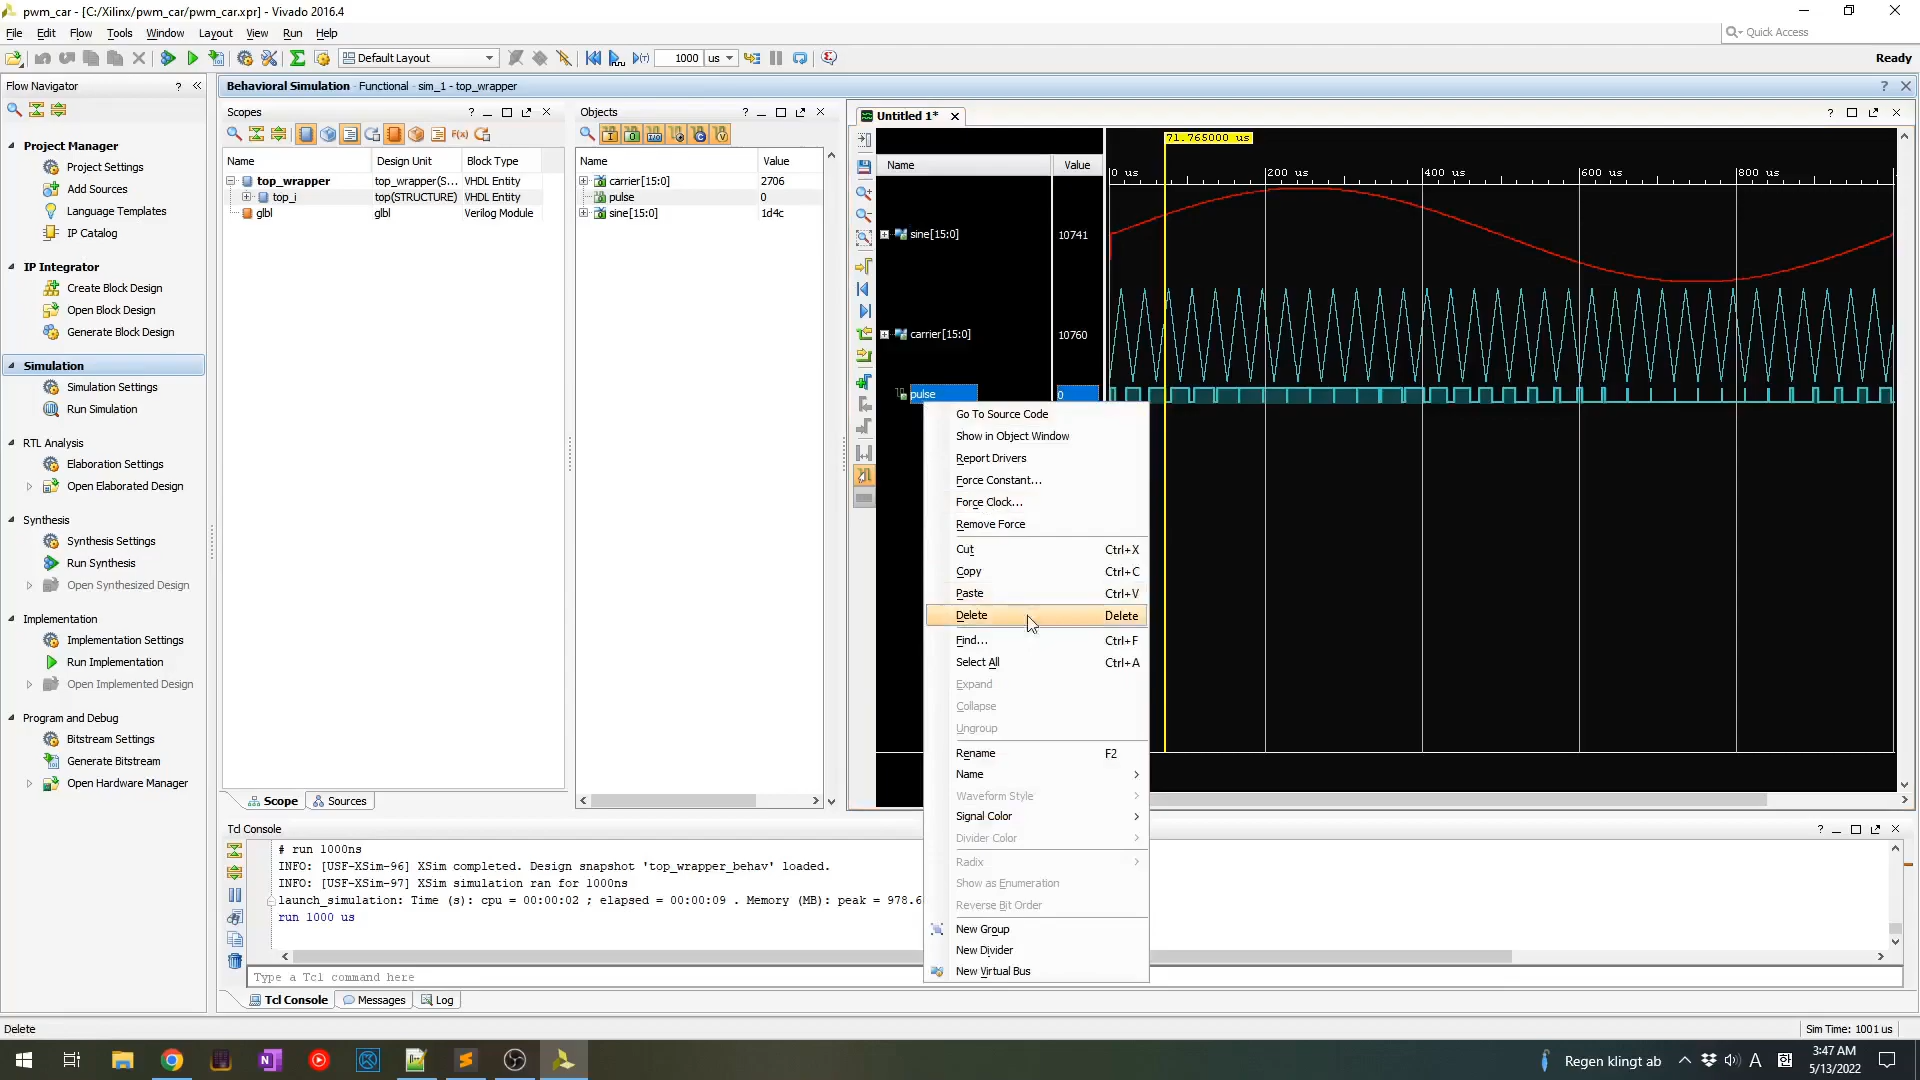 pwm_car - [C:/Xilinx/pwm_car/pwm_car.xpr] - Vivado 2016.4
File Edit Flow Tools Window Layout View Run Help
Quick Access
Default Layout
1000 us
Ready
Flow Navigator
Project Manager
Project Settings
Add Sources
Language Templates
IP Catalog
IP Integrator
Create Block Design
Open Block Design
Generate Block Design
Simulation
Simulation Settings
Run Simulation
RTL Analysis
Elaboration Settings
Open Elaborated Design
Synthesis
Synthesis Settings
Run Synthesis
Open Synthesized Design
Implementation
Implementation Settings
Run Implementation
Open Implemented Design
Program and Debug
Bitstream Settings
Generate Bitstream
Open Hardware Manager
Behavioral Simulation - Functional - sim_1 - top_wrapper
Scopes
Name Design Unit Block Type
top_wrapper top_wrapper(S... VHDL Entity
top_i top(STRUCTURE) VHDL Entity
glbl glbl Verilog Module
Scope Sources
Objects
Name Value
carrier[15:0] 2706
pulse 0
sine[15:0] 1d4c
Untitled 1*
Name Value
71.765000 us
0 us 200 us 400 us 600 us 800 us
sine[15:0] 10741
carrier[15:0] 10760
pulse 0
Go To Source Code
Show in Object Window
Report Drivers
Force Constant...
Force Clock...
Remove Force
Cut Ctrl+X
Copy Ctrl+C
Paste Ctrl+V
Delete Delete
Find... Ctrl+F
Select All Ctrl+A
Expand
Collapse
Ungroup
Rename F2
Name
Waveform Style
Signal Color
Divider Color
Radix
Show as Enumeration
Reverse Bit Order
New Group
New Divider
New Virtual Bus
Tcl Console
# run 1000ns
INFO: [USF-XSim-96] XSim completed. Design snapshot 'top_wrapper_behav' loaded.
INFO: [USF-XSim-97] XSim simulation ran for 1000ns
launch_simulation: Time (s): cpu = 00:00:02 ; elapsed = 00:00:09 . Memory (MB): peak = 978.6
run 1000 us
Type a Tcl command here
Tcl Console Messages Log
Delete
Sim Time: 1001 us
Regen klingt ab
A
한
3:47 AM
5/13/2022